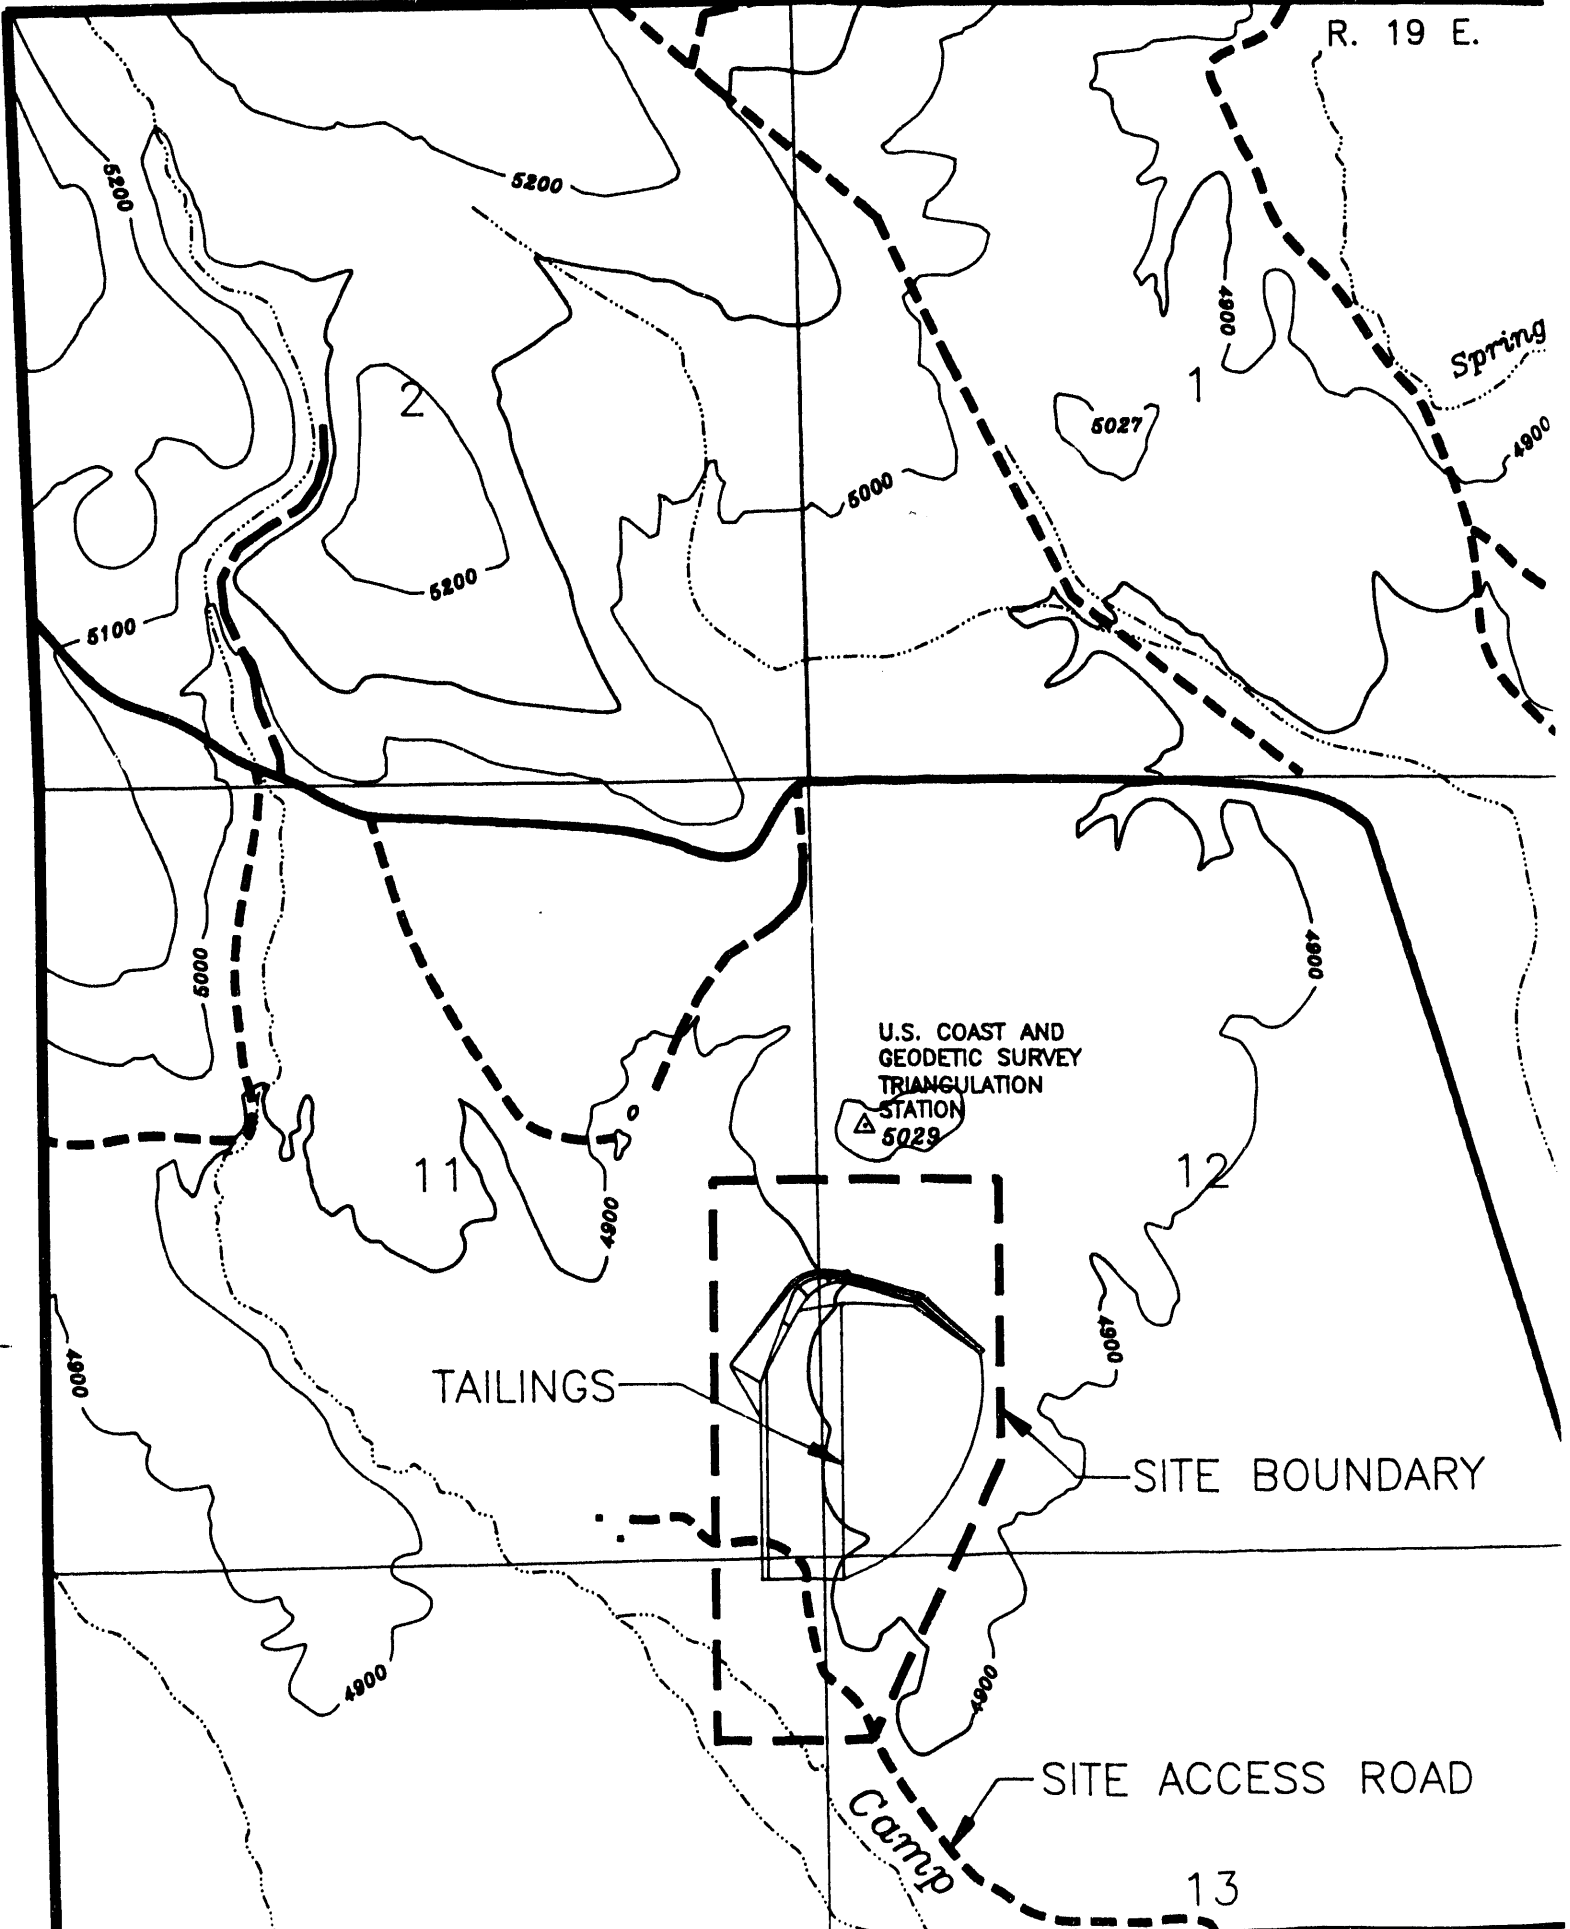 R. 19 E.
5200
5200
4900
Spring
2
1
5027
4900
5000
5200
5100
4900
5000
U.S. COAST AND
GEODETIC SURVEY
TRIANGULATION
STATION
5029
11
12
4900
4900
4900
TAILINGS
SITE BOUNDARY
4900
4900
SITE ACCESS ROAD
Camp
13